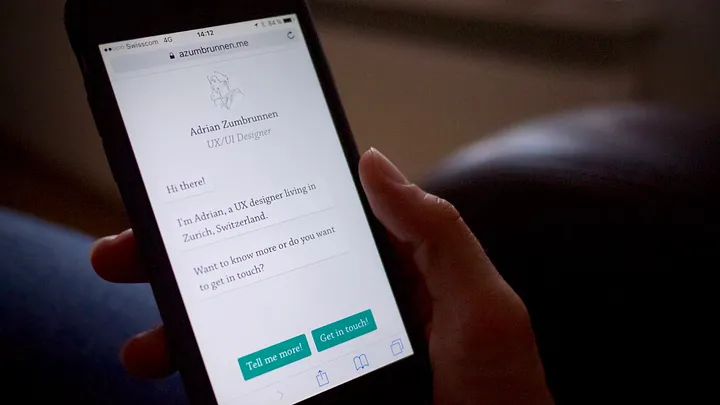 Swisscom 4G 14:12 84 %
azumbrunnen.me
Adrian Zumbrunnen
UX/UI Designer
Hi there!
I'm Adrian, a UX designer living in
Zurich, Switzerland.
Want to know more or do you want
to get in touch?
Tell me more!
Get in touch!